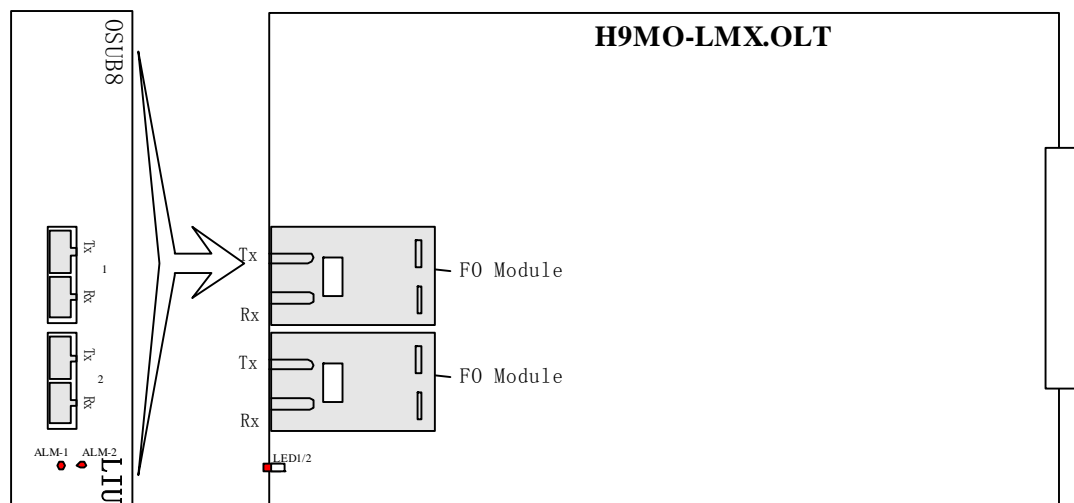 OSUB8
Tx
1
Rx
Tx
2
Rx
ALM-1 ALM-2
LIU
H9MO-LMX.OLT
Tx
FO Module
Rx
Tx
FO Module
Rx
LED1/2